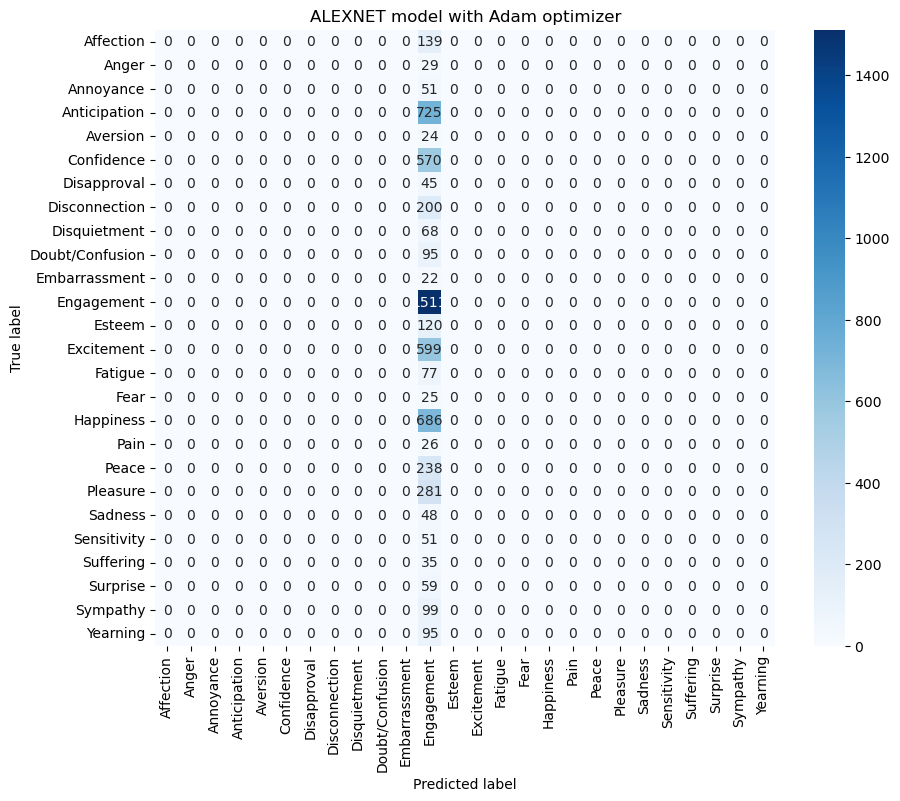 ALEXNET model with Adam optimizer
Affection 0 0 0 0 0 0 0 0 0 0 0 139 0 0 0 0 0 0 0 0 0 0 0 0 0 0
Anger 0 0 0 0 0 0 0 0 0 0 0 29 0 0 0 0 0 0 0 0 0 0 0 0 0 0
Annoyance 0 0 0 0 0 0 0 0 0 0 0 51 0 0 0 0 0 0 0 0 0 0 0 0 0 0
Anticipation 0 0 0 0 0 0 0 0 0 0 0 725 0 0 0 0 0 0 0 0 0 0 0 0 0 0
Aversion 0 0 0 0 0 0 0 0 0 0 0 24 0 0 0 0 0 0 0 0 0 0 0 0 0 0
Confidence 0 0 0 0 0 0 0 0 0 0 0 570 0 0 0 0 0 0 0 0 0 0 0 0 0 0
Disapproval 0 0 0 0 0 0 0 0 0 0 0 45 0 0 0 0 0 0 0 0 0 0 0 0 0 0
Disconnection 0 0 0 0 0 0 0 0 0 0 0 200 0 0 0 0 0 0 0 0 0 0 0 0 0 0
Disquietment 0 0 0 0 0 0 0 0 0 0 0 68 0 0 0 0 0 0 0 0 0 0 0 0 0 0
Doubt/Confusion 0 0 0 0 0 0 0 0 0 0 0 95 0 0 0 0 0 0 0 0 0 0 0 0 0 0
Embarrassment 0 0 0 0 0 0 0 0 0 0 0 22 0 0 0 0 0 0 0 0 0 0 0 0 0 0
Engagement 0 0 0 0 0 0 0 0 0 0 0 0 0 0 0 0 0 0 0 0 0 0 0 0 0
Esteem 0 0 0 0 0 0 0 0 0 0 0 120 0 0 0 0 0 0 0 0 0 0 0 0 0 0
Excitement 0 0 0 0 0 0 0 0 0 0 0 599 0 0 0 0 0 0 0 0 0 0 0 0 0 0
Fatigue 0 0 0 0 0 0 0 0 0 0 0 77 0 0 0 0 0 0 0 0 0 0 0 0 0 0
Fear 0 0 0 0 0 0 0 0 0 0 0 25 0 0 0 0 0 0 0 0 0 0 0 0 0 0
Happiness 0 0 0 0 0 0 0 0 0 0 0 686 0 0 0 0 0 0 0 0 0 0 0 0 0 0
Pain 0 0 0 0 0 0 0 0 0 0 0 26 0 0 0 0 0 0 0 0 0 0 0 0 0 0
Peace 0 0 0 0 0 0 0 0 0 0 0 238 0 0 0 0 0 0 0 0 0 0 0 0 0 0
Pleasure 0 0 0 0 0 0 0 0 0 0 0 281 0 0 0 0 0 0 0 0 0 0 0 0 0 0
Sadness 0 0 0 0 0 0 0 0 0 0 0 48 0 0 0 0 0 0 0 0 0 0 0 0 0 0
Sensitivity 0 0 0 0 0 0 0 0 0 0 0 51 0 0 0 0 0 0 0 0 0 0 0 0 0 0
Suffering 0 0 0 0 0 0 0 0 0 0 0 35 0 0 0 0 0 0 0 0 0 0 0 0 0 0
Surprise 0 0 0 0 0 0 0 0 0 0 0 59 0 0 0 0 0 0 0 0 0 0 0 0 0 0
Sympathy 0 0 0 0 0 0 0 0 0 0 0 99 0 0 0 0 0 0 0 0 0 0 0 0 0 0
Yearning 0 0 0 0 0 0 0 0 0 0 0 95 0 0 0 0 0 0 0 0 0 0 0 0 0 0
True label
Affection
Anger
Annoyance
Anticipation
Aversion
Confidence
Disapproval
Disconnection
Disquietment
Doubt/Confusion
Embarrassment
Engagement
Esteem
Excitement
Fatigue
Fear
Happiness
Pain
Peace
Pleasure
Sadness
Sensitivity
Suffering
Surprise
Sympathy
Yearning
Predicted label
1400
1200
1000
800
600
400
200
0